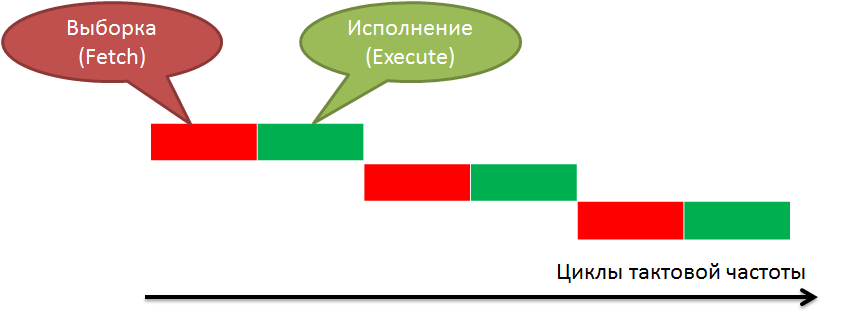 Выборка
(Fetch)
Исполнение
(Execute)
Циклы тактовой частоты